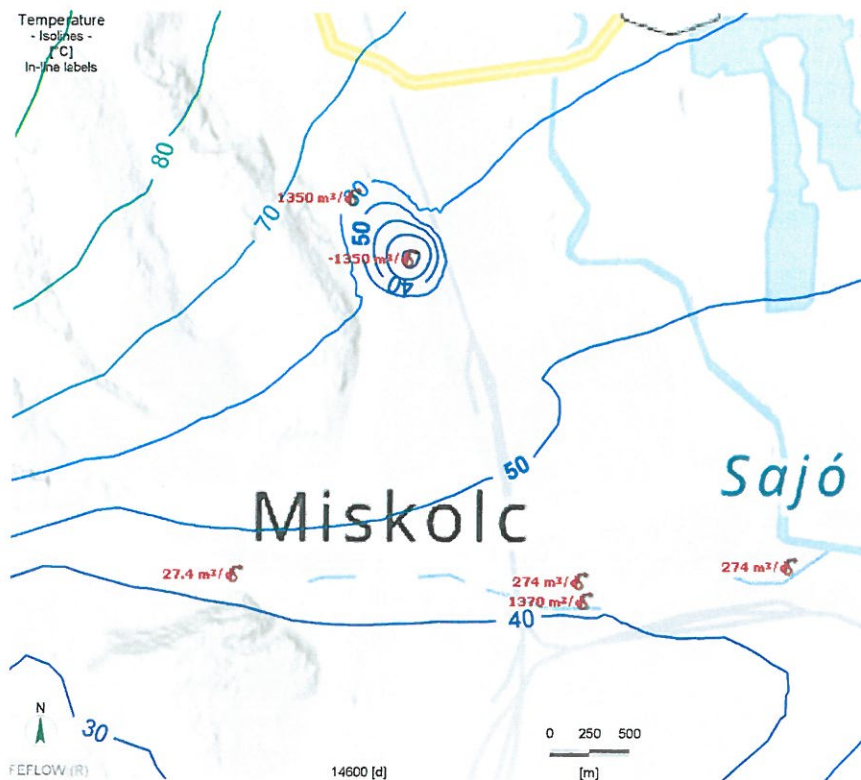 Temperature
- Isolines -
[°C]
In-line labels
80
70
1350 m³/d
60
50
-1350 m³/d
40
50
Sajó
Miskolc
27.4 m³/d
274 m³/d
274 m³/d
1370 m³/d
40
30
N
0 250 500
[m]
FEFLOW (R)
14600 [d]